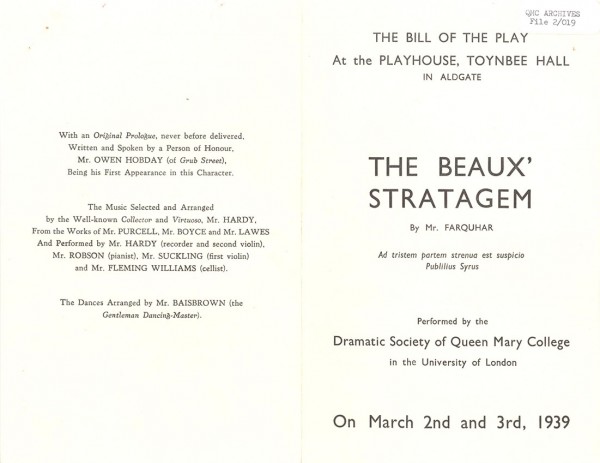 With an Original Prologue, never before delivered,
Written and Spoken by a Person of Honour,
Mr. OWEN HOBDAY (of Grub Street),
Being his First Appearance in this Character.
The Music Selected and Arranged
by the Well-known Collector and Virtuoso, Mr. HARDY,
From the Works of Mr. PURCELL, Mr. BOYCE and Mr. LAWES
And Performed by Mr. HARDY (recorder and second violin),
Mr. ROBSON (pianist), Mr. SUCKLING (first violin)
and Mr. FLEMING WILLIAMS (cellist).
The Dances Arranged by Mr. BAISBROWN (the
Gentleman Dancing-Master).
QMC ARCHIVES
File 2/019
THE BILL OF THE PLAY
At the PLAYHOUSE, TOYNBEE HALL
IN ALDGATE
THE BEAUX'
STRATAGEM
By Mr. FARQUHAR
Ad tristem partem strenua est suspicio
Publilius Syrus
Performed by the
Dramatic Society of Queen Mary College
in the University of London
On March 2nd and 3rd, 1939